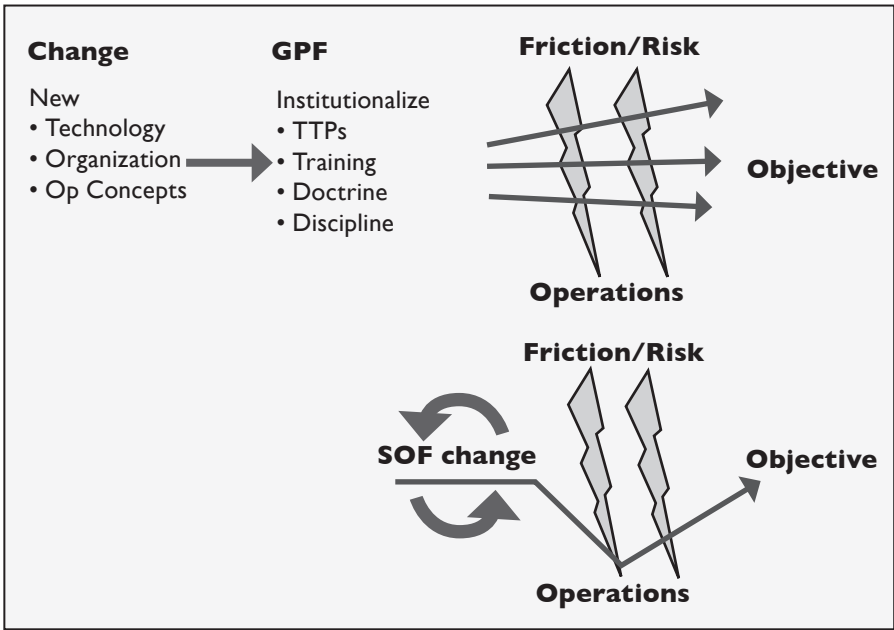 Change
New
• Technology
• Organization
• Op Concepts
GPF
Institutionalize
• TTPs
• Training
• Doctrine
• Discipline
Friction/Risk
Objective
Operations
Friction/Risk
SOF change
Objective
Operations